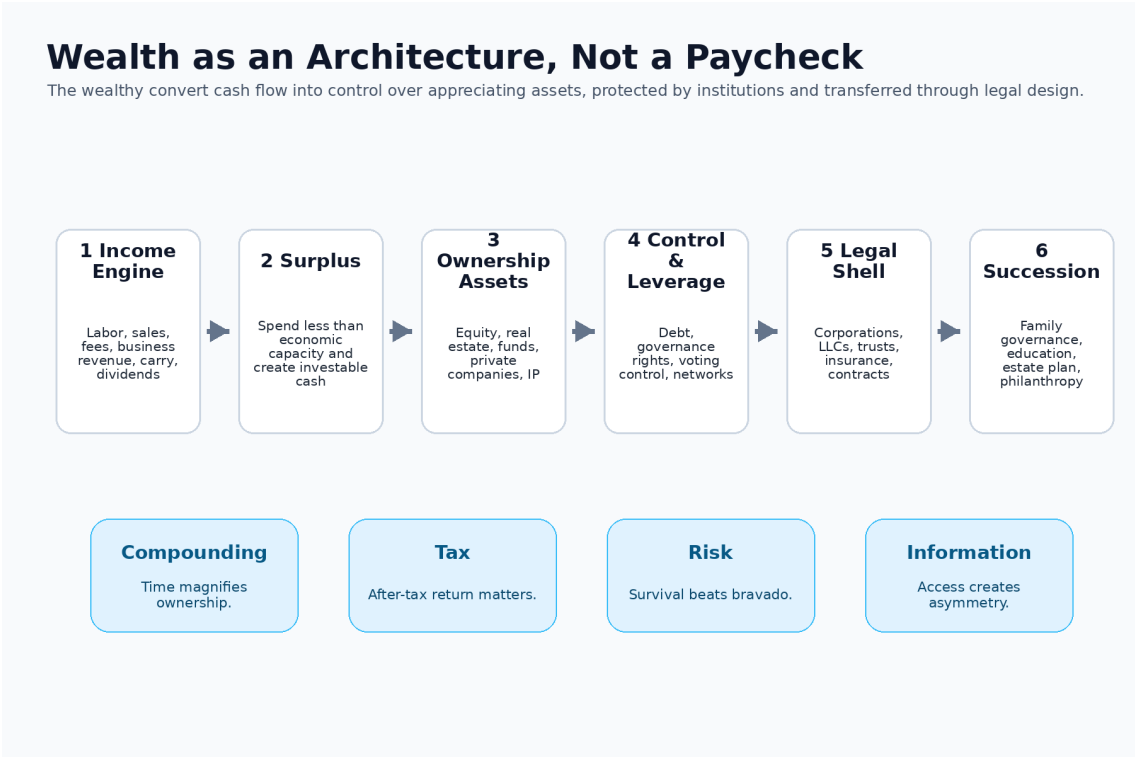 Wealth as an Architecture, Not a Paycheck
The wealthy convert cash flow into control over appreciating assets, protected by institutions and transferred through legal design.
1 Income
Engine
Labor, sales,
fees, business
revenue, carry,
dividends
2 Surplus
Spend less than
economic
capacity and
create investable
cash
3
Ownership
Assets
Equity, real
estate, funds,
private
companies, IP
4 Control
&
Leverage
Debt,
governance
rights, voting
control, networks
5 Legal
Shell
Corporations,
LLCs, trusts,
insurance,
contracts
6
Succession
Family
governance,
education,
estate plan,
philanthropy
Compounding
Time magnifies
ownership.
Tax
After-tax return matters.
Risk
Survival beats bravado.
Information
Access creates
asymmetry.